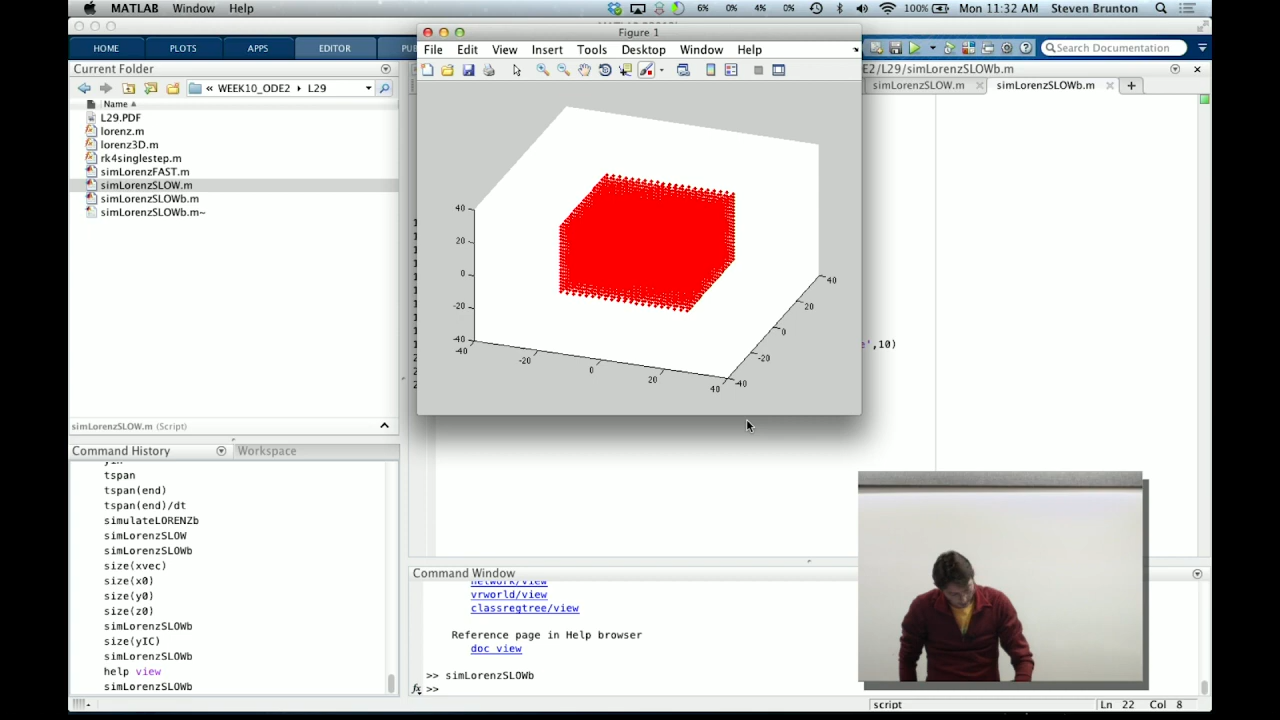 MATLAB Window Help 6% 0% 4% 0% 100% Mon 11:32 AM Steven Brunton
HOME PLOTS APPS EDITOR PUB Search Documentation
Figure 1
File Edit View Insert Tools Desktop Window Help
Current Folder
E2/L29/simLorenzSLOWb.m
« WEEK10_ODE2 ▸ L29
simLorenzSLOW.m simLorenzSLOWb.m
Name
L29.PDF
lorenz.m
lorenz3D.m
rk4singlestep.m
simLorenzFAST.m
simLorenzSLOW.m
simLorenzSLOWb.m
simLorenzSLOWb.m~
40
20
0
-20
-40
-40
-20
0
20
40
-40
-20
0
20
40
',10)
simLorenzSLOW.m (Script)
Command History Workspace
tspan
tspan(end)
tspan(end)/dt
simulateLORENZb
simLorenzSLOW
simLorenzSLOWb
size(xvec)
size(x0)
size(y0)
size(z0)
simLorenzSLOWb
size(yIC)
simLorenzSLOWb
help view
simLorenzSLOWb
Command Window
network/view
vrworld/view
classregtree/view
Reference page in Help browser
doc view
>> simLorenzSLOWb
fx >>
script Ln 22 Col 8